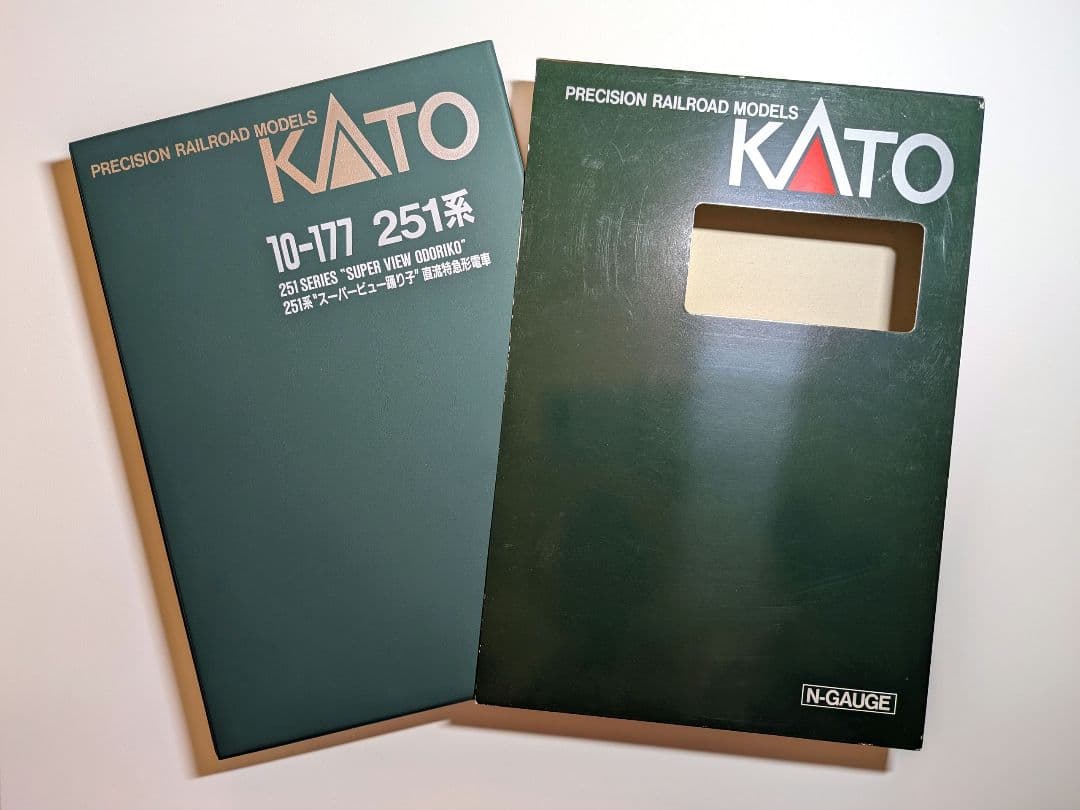 PRECISION RAILROAD MODELS
KATO
10-177 251系
251 SERIES "SUPER VIEW ODORIKO"
251系"スーパービュー踊り子" 直流特急形電車
PRECISION RAILROAD MODELS
KATO
N-GAUGE